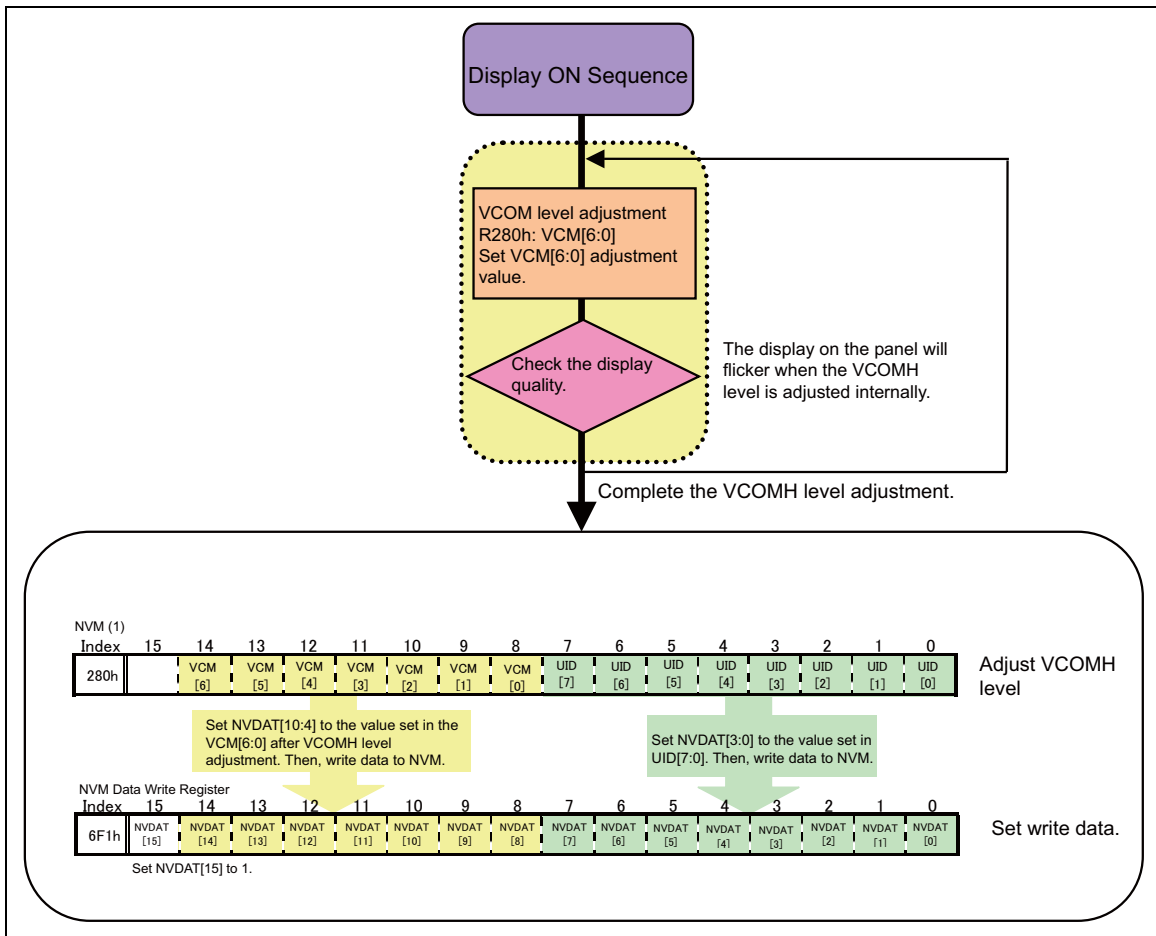 Display ON Sequence
VCOM level adjustment
R280h: VCM[6:0]
Set VCM[6:0] adjustment
value.
Check the display
quality.
The display on the panel will
flicker when the VCOMH
level is adjusted internally.
Complete the VCOMH level adjustment.
NVM (1)
Index 15 14 13 12 11 10 9 8 7 6 5 4 3 2 1 0
280h VCM [6] VCM [5] VCM [4] VCM [3] VCM [2] VCM [1] VCM [0] UID [7] UID [6] UID [5] UID [4] UID [3] UID [2] UID [1] UID [0]
Adjust VCOMH
level
Set NVDAT[10:4] to the value set in the
VCM[6:0] after VCOMH level
adjustment. Then, write data to NVM.
Set NVDAT[3:0] to the value set in
UID[7:0]. Then, write data to NVM.
NVM Data Write Register
Index 15 14 13 12 11 10 9 8 7 6 5 4 3 2 1 0
6F1h NVDAT [15] NVDAT [14] NVDAT [13] NVDAT [12] NVDAT [11] NVDAT [10] NVDAT [9] NVDAT [8] NVDAT [7] NVDAT [6] NVDAT [5] NVDAT [4] NVDAT [3] NVDAT [2] NVDAT [1] NVDAT [0]
Set write data.
Set NVDAT[15] to 1.